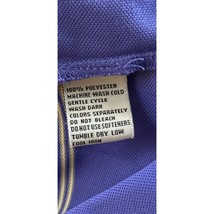 100% POLYESTER
MACHINE WASH COLD
GENTLE CYCLE
WASH DARK
COLORS SEPARATELY
DO NOT BLEACH
DO NOT USE SOFTENERS
TUMBLE DRY LOW
COOL IRON